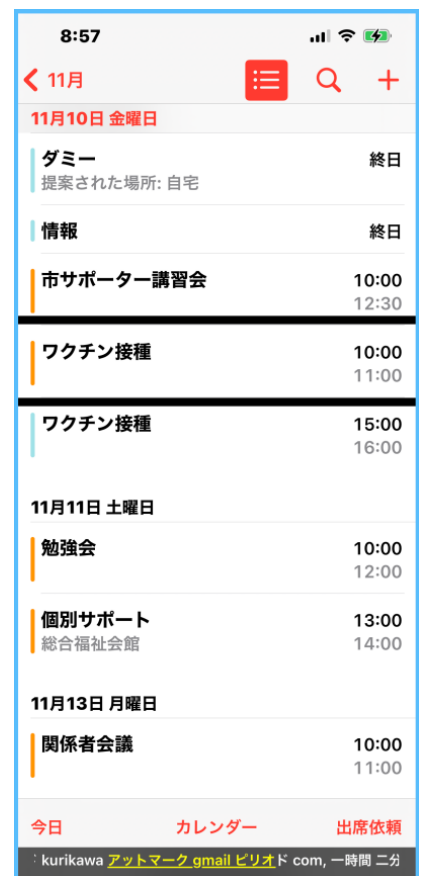 8:57
11月
11月10日 金曜日
ダミー 終日
提案された場所: 自宅
情報 終日
市サポーター講習会 10:00
12:30
ワクチン接種 10:00
11:00
ワクチン接種 15:00
16:00
11月11日 土曜日
勉強会 10:00
12:00
個別サポート 13:00
総合福祉会館 14:00
11月13日 月曜日
関係者会議 10:00
11:00
今日 カレンダー 出席依頼
kurikawa アットマーク gmail ピリオド com, 一時間 二分